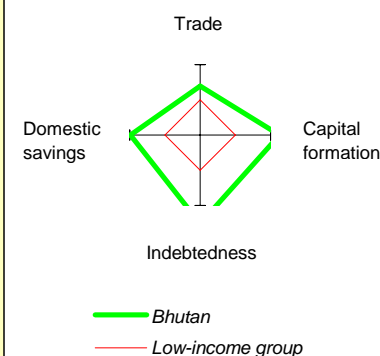 Trade
Domestic
savings
Capital
formation
Indebtedness
Bhutan
Low-income group